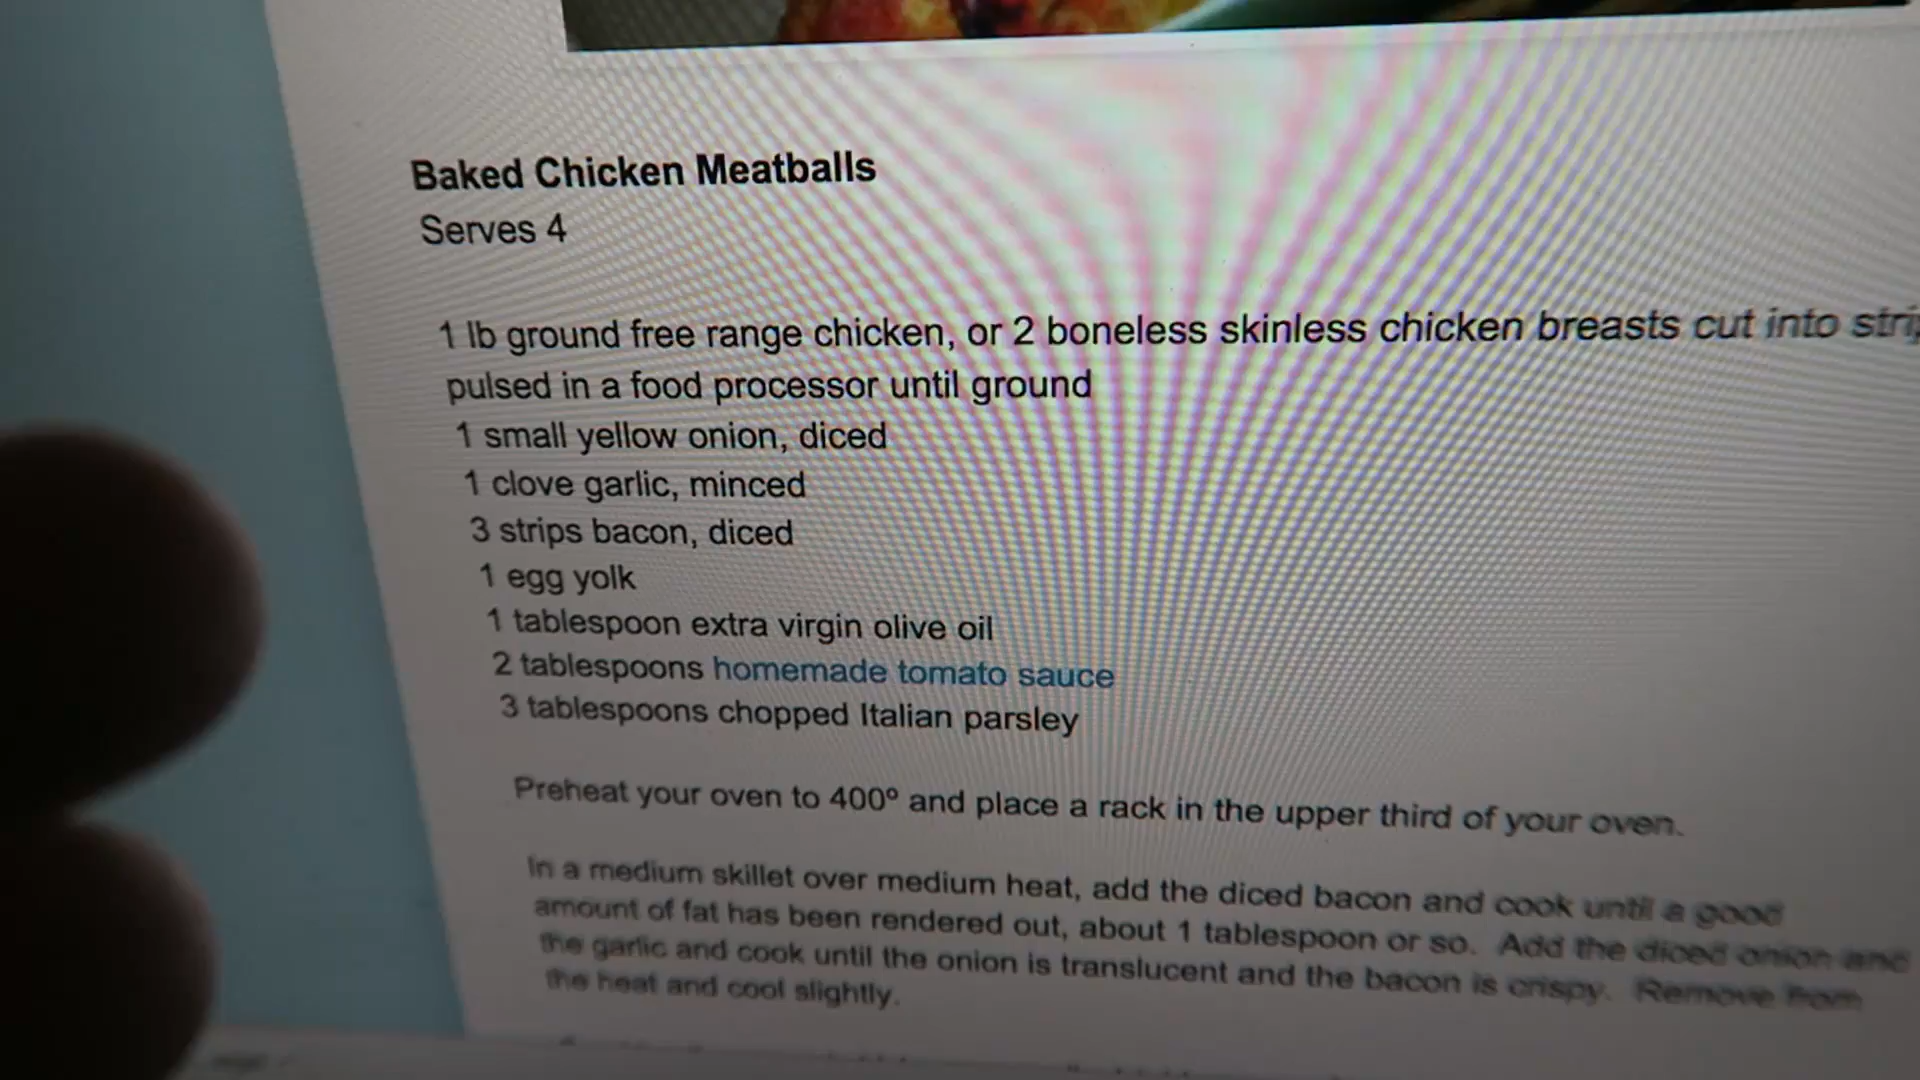 Baked Chicken Meatballs
Serves 4
1 lb ground free range chicken, or 2 boneless skinless chicken breasts cut into
pulsed in a food processor until ground
1 small yellow onion, diced
1 clove garlic, minced
3 strips bacon, diced
1 egg yolk
1 tablespoon extra virgin olive oil
2 tablespoons homemade tomato sauce
3 tablespoons chopped Italian parsley
Preheat your oven to 400º and place a rack in the upper third of your oven.
In a medium skillet over medium heat, add the diced bacon and cook until a good
amount of fat has been rendered out, about 1 tablespoon or so. Add the diced onion and
the garlic and cook until the onion is translucent and the bacon is crispy. Remove from
the heat and cool slightly.